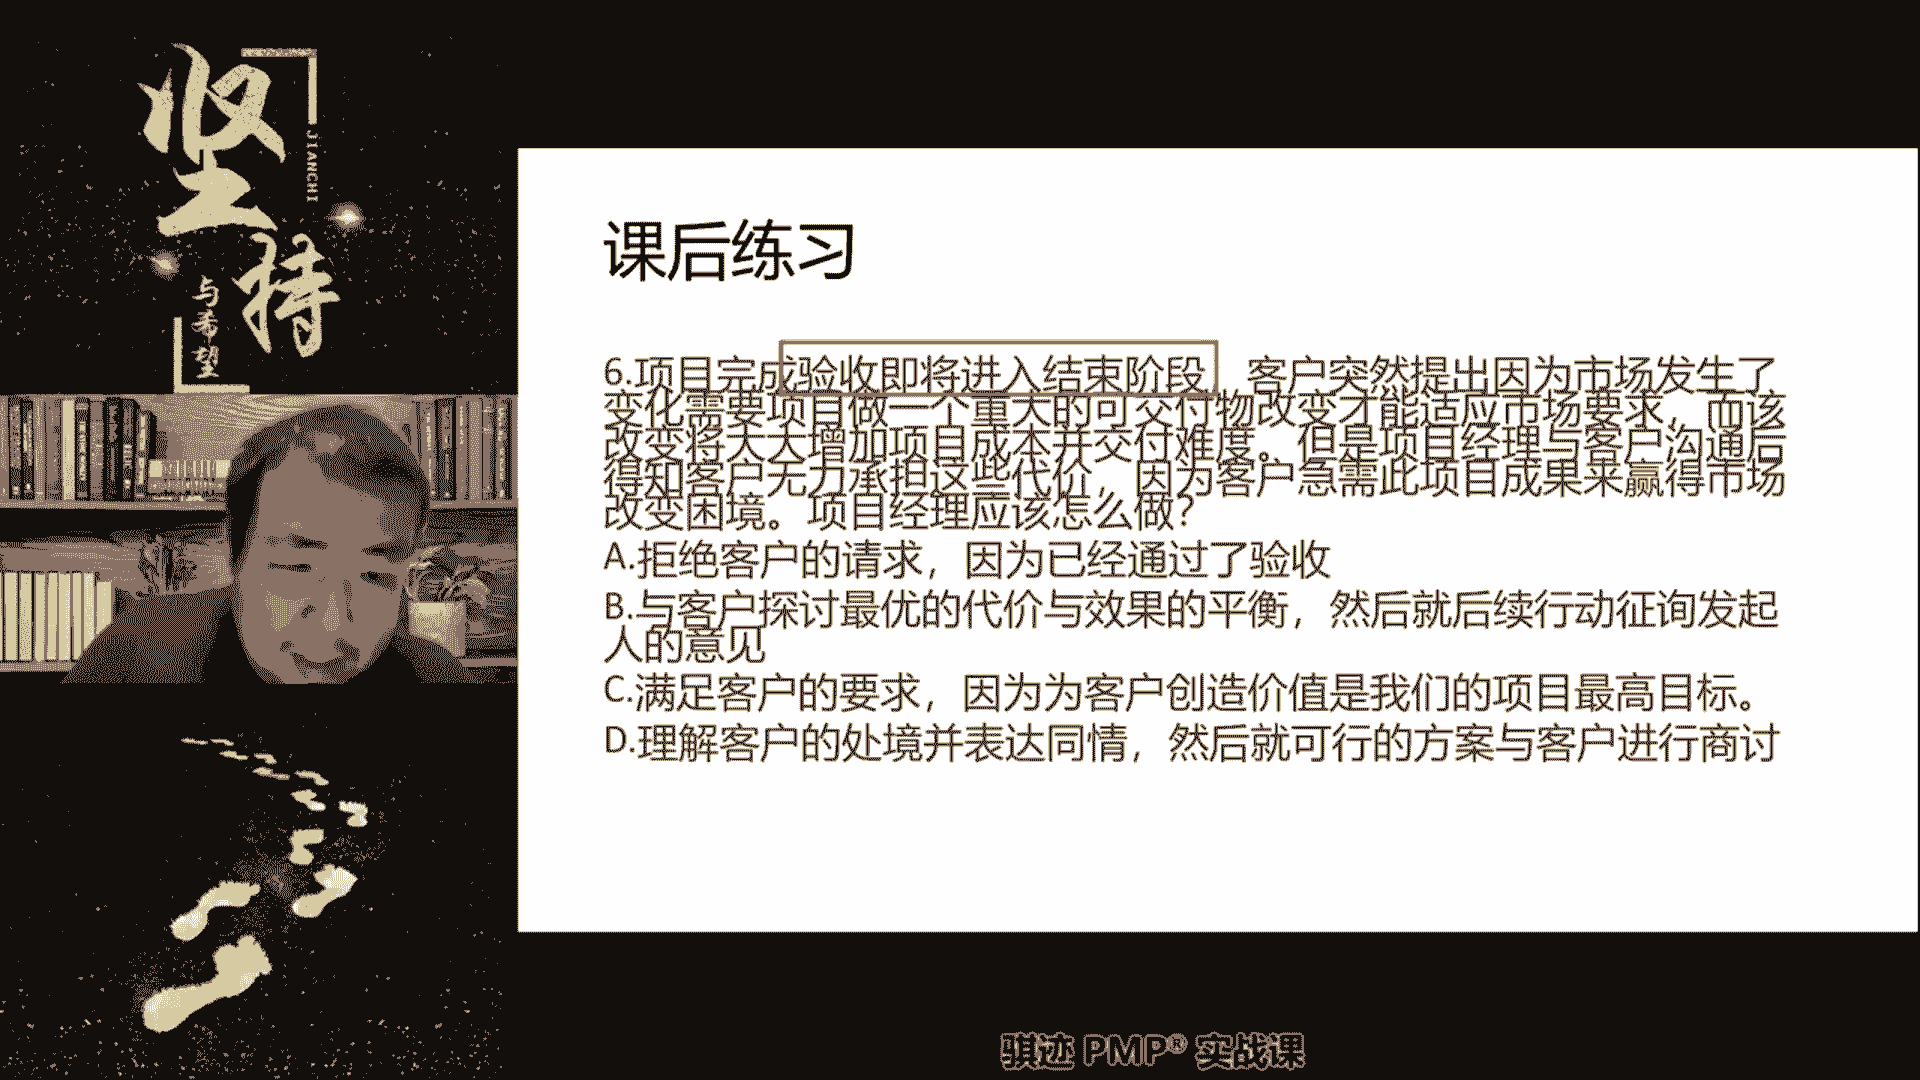 坚持
JIANCHI
与希望
课后练习
6.项目完成验收即将进入结束阶段，客户突然提出因为市场发生了
变化需要项目做一个重大的可交付物改变才能适应市场要求，而该
改变将大大增加项目成本并交付难度。但是项目经理与客户沟通后
得知客户无力承担这些代价，因为客户急需此项目成果来赢得市场
改变困境。项目经理应该怎么做？
A.拒绝客户的请求，因为已经通过了验收
B.与客户探讨最优的代价与效果的平衡，然后就后续行动征询发起
人的意见
C.满足客户的要求，因为为客户创造价值是我们的项目最高目标。
D.理解客户的处境并表达同情，然后就可行的方案与客户进行商讨
骐迹 PMP® 实战课